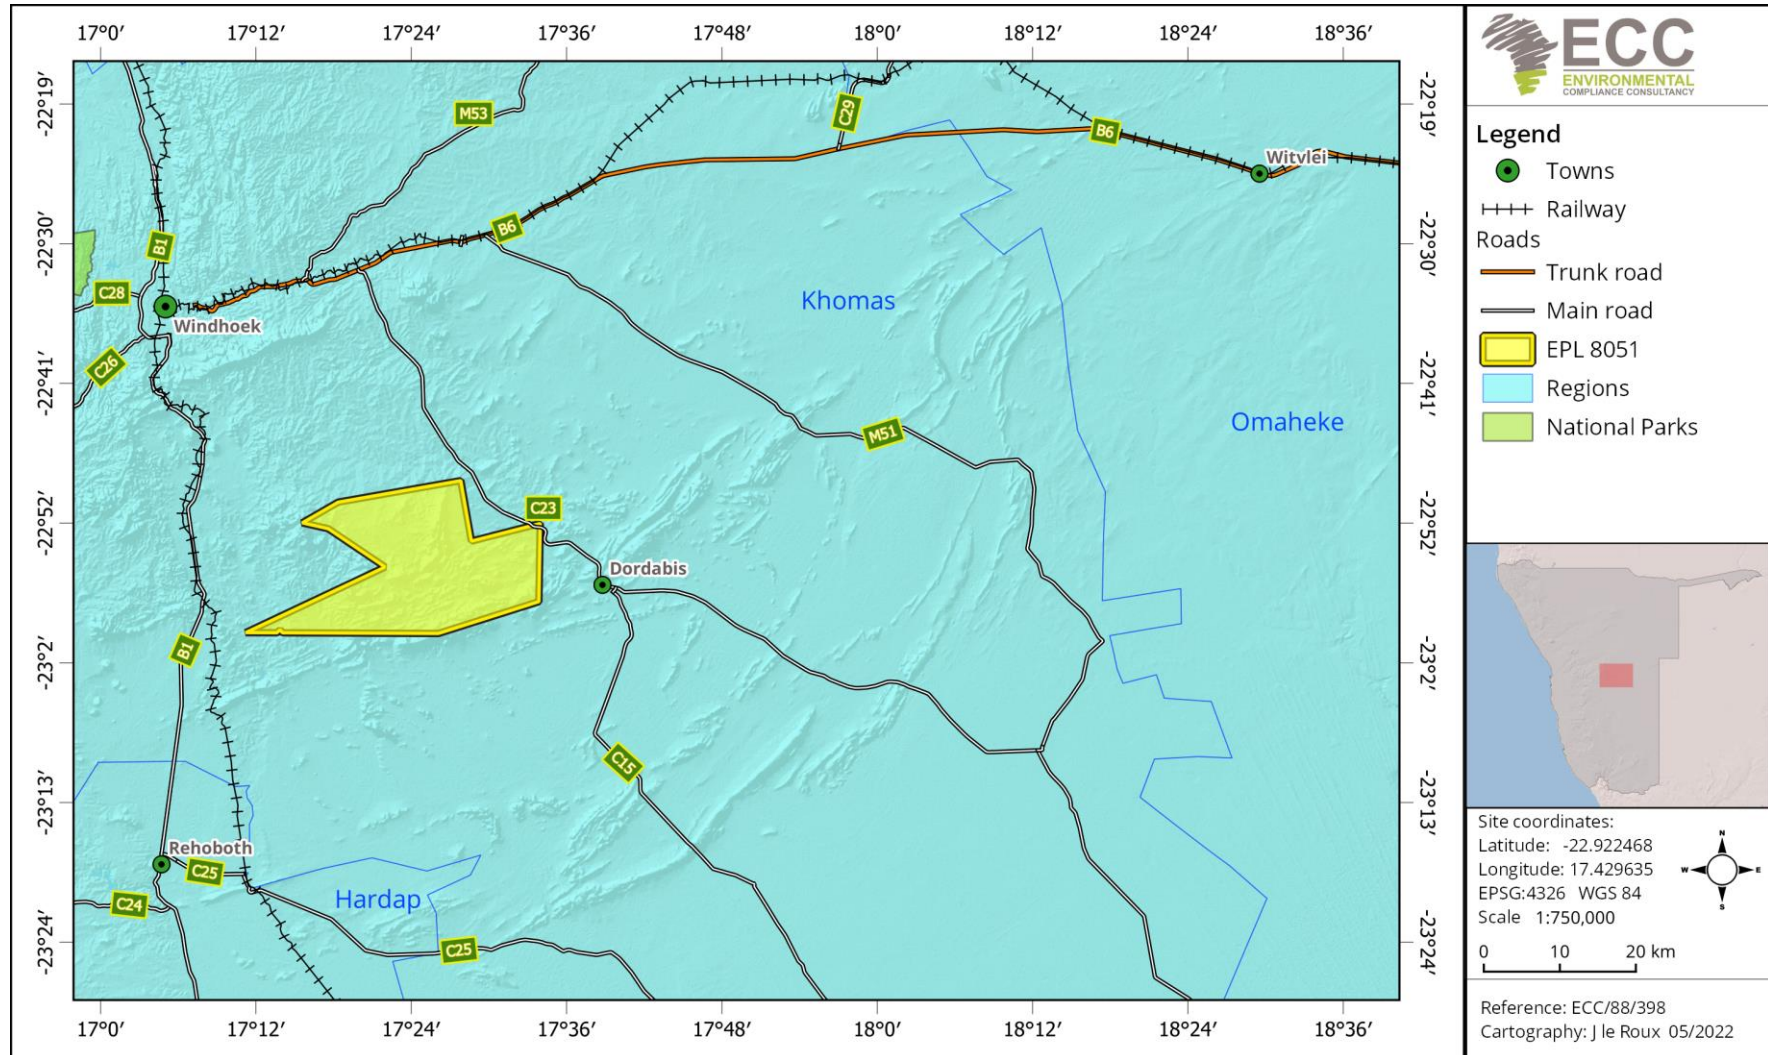 17°0′ 17°12′ 17°24′ 17°36′ 17°48′ 18°0′ 18°12′ 18°24′ 18°36′
-22°19′
-22°30′
-22°41′
-22°52′
-23°2′
-23°13′
-23°24′
M53
C29
B6
Witvlei
B1
B6
C28
Windhoek
Khomas
C26
Omaheke
M51
C23
Dordabis
B1
C15
Rehoboth
C25
Hardap
C24
C25
-22°19′
-22°30′
-22°41′
-22°52′
-23°2′
-23°13′
-23°24′
17°0′ 17°12′ 17°24′ 17°36′ 17°48′ 18°0′ 18°12′ 18°24′ 18°36′
ECC
ENVIRONMENTAL
COMPLIANCE CONSULTANCY
Legend
Towns
Railway
Roads
Trunk road
Main road
EPL 8051
Regions
National Parks
Site coordinates:
Latitude: -22.922468
Longitude: 17.429635
EPSG:4326 WGS 84
Scale 1:750,000
N
W E
S
0 10 20 km
Reference: ECC/88/398
Cartography: J le Roux 05/2022